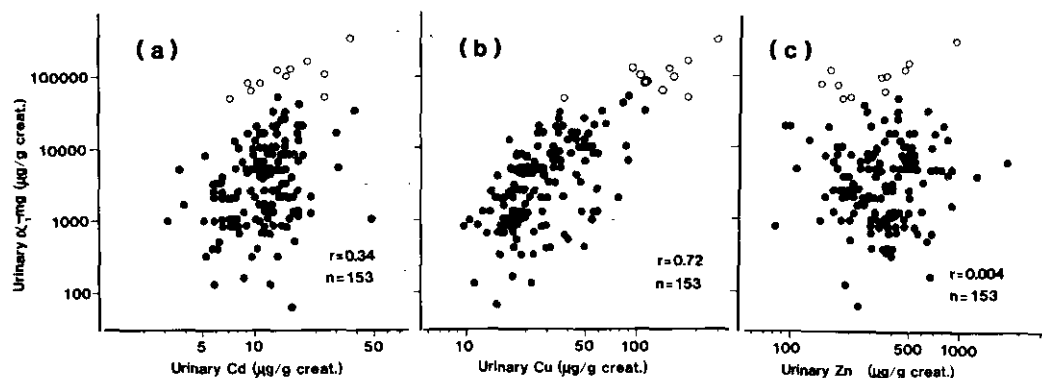 (a)
(b)
(c)
Urinary α₁-mg (μg/g creat.)
100000
10000
1000
100
r=0.34
n=153
r=0.72
n=153
r=0.004
n=153
5
10
50
10
50
100
100
500
1000
Urinary Cd (μg/g creat.)
Urinary Cu (μg/g creat.)
Urinary Zn (μg/g creat.)